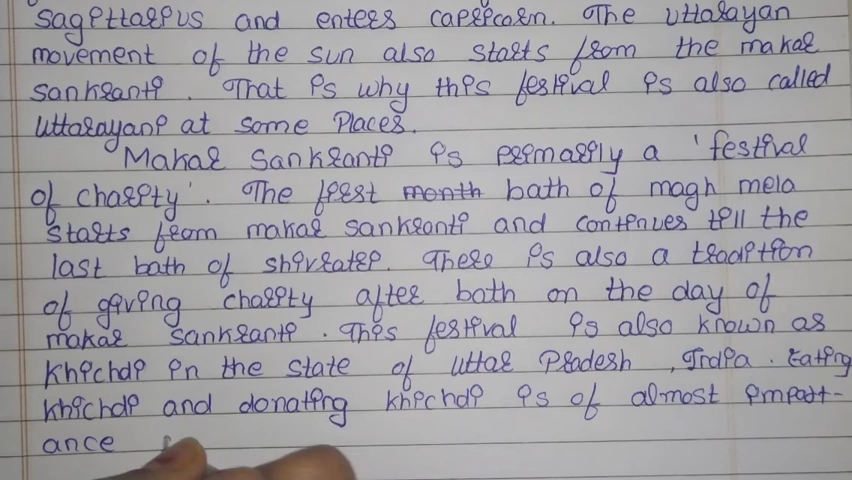 Sagittarius and enters capricorn. The uttarayan
movement of the sun also starts from the makar
sankranti. That is why this festival is also called
uttarayani at some places.
Makar Sankranti is primarily a 'festival
of charity'. The first month bath of magh mela
starts from makar sankranti and continues till the
last bath of shivratri. There is also a tradition
of giving charity after bath on the day of
makar sankranti. This festival is also known as
khichdi in the state of uttar Pradesh, India. Eating
khichdi and donating khichdi is of almost import-
ance